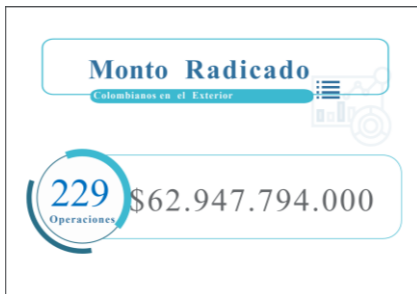 Monto Radicado
Colombianos en el Exterior
229
Operaciones
$62.947.794.000